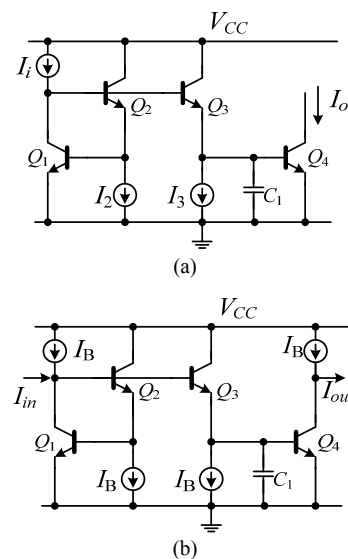 V_CC
I_i
Q_2
Q_3
I_o
Q_1
Q_4
I_2
I_3
C_1
(a)
V_CC
I_B
I_B
I_in
Q_2
Q_3
I_ou
Q_1
Q_4
I_B
I_B
C_1
(b)